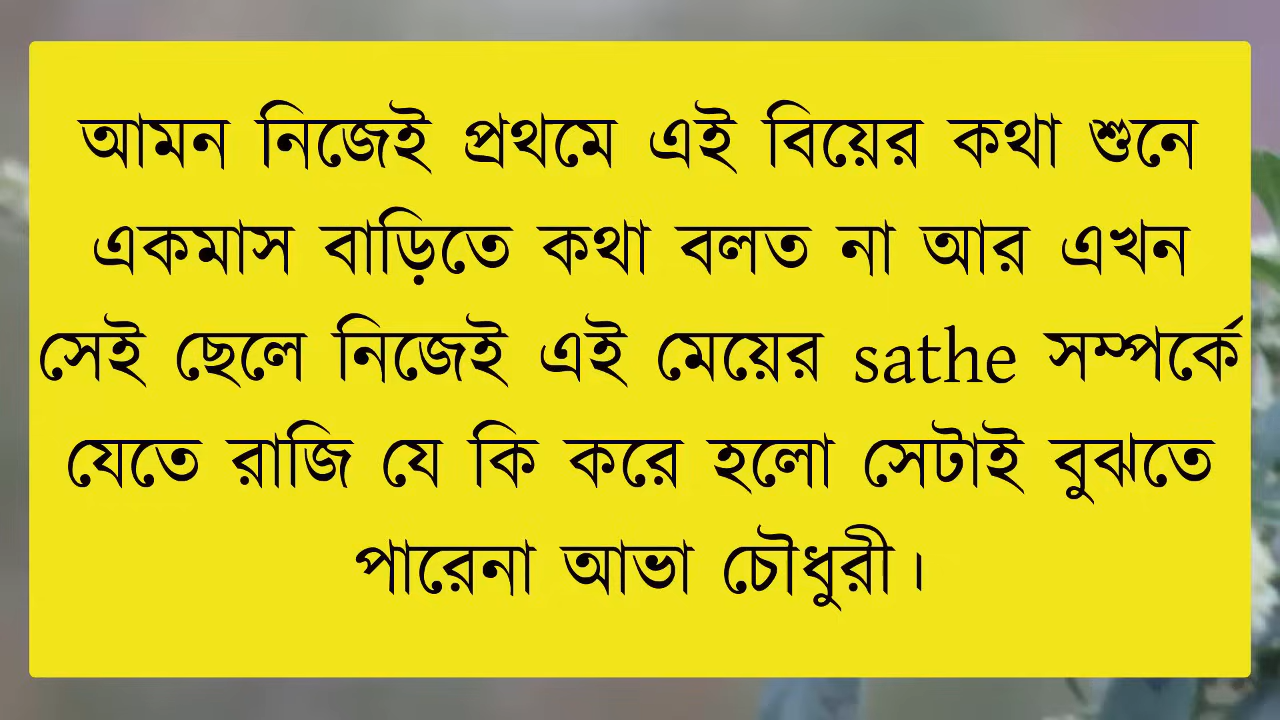 আমন নিজেই প্রথমে এই বিয়ের কথা শুনে
একমাস বাড়িতে কথা বলত না আর এখন
সেই ছেলে নিজেই এই মেয়ের sathe সম্পর্কে
যেতে রাজি যে কি করে হলো সেটাই বুঝতে
পারেনা আভা চৌধুরী।